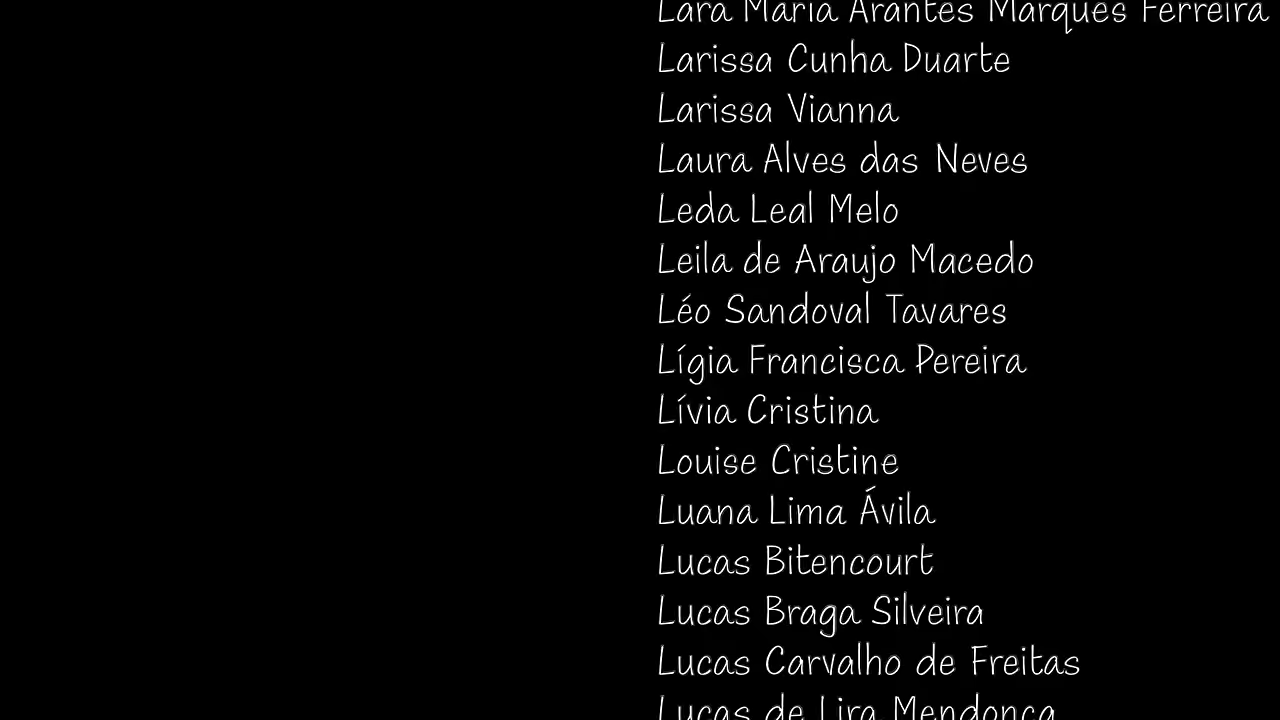 Lara Maria Arantes Marques Ferreira
Larissa Cunha Duarte
Larissa Vianna
Laura Alves das Neves
Leda Leal Melo
Leila de Araujo Macedo
Léo Sandoval Tavares
Lígia Francisca Pereira
Lívia Cristina
Louise Cristine
Luana Lima Ávila
Lucas Bitencourt
Lucas Braga Silveira
Lucas Carvalho de Freitas
Lucas de Lira Mendonça